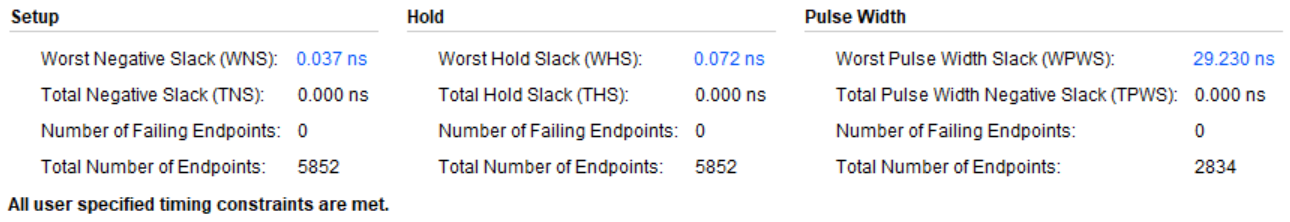 Setup Hold Pulse Width
Worst Negative Slack (WNS): 0.037 ns Worst Hold Slack (WHS): 0.072 ns Worst Pulse Width Slack (WPWS): 29.230 ns
Total Negative Slack (TNS): 0.000 ns Total Hold Slack (THS): 0.000 ns Total Pulse Width Negative Slack (TPWS): 0.000 ns
Number of Failing Endpoints: 0 Number of Failing Endpoints: 0 Number of Failing Endpoints: 0
Total Number of Endpoints: 5852 Total Number of Endpoints: 5852 Total Number of Endpoints: 2834
All user specified timing constraints are met.